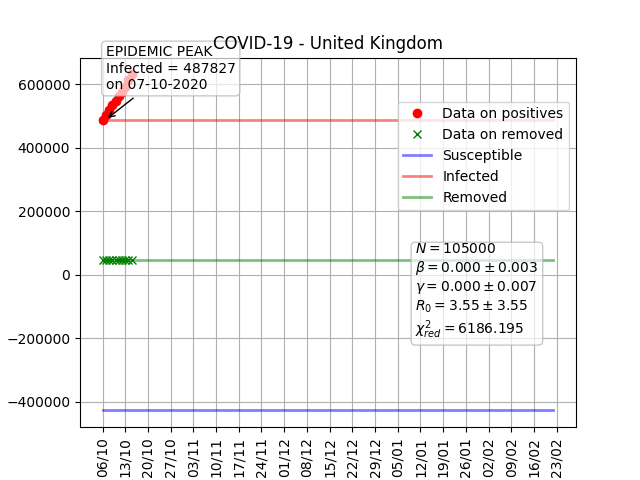 COVID-19 - United Kingdom
EPIDEMIC PEAK
Infected = 487827
on 07-10-2020
600000
400000
200000
0
−200000
−400000
Data on positives
Data on removed
Susceptible
Infected
Removed
N = 105000
β = 0.000 ± 0.003
γ = 0.000 ± 0.007
R₀ = 3.55 ± 3.55
χ²red = 6186.195
06/10
13/10
20/10
27/10
03/11
10/11
17/11
24/11
01/12
08/12
15/12
22/12
29/12
05/01
12/01
19/01
26/01
02/02
09/02
16/02
23/02